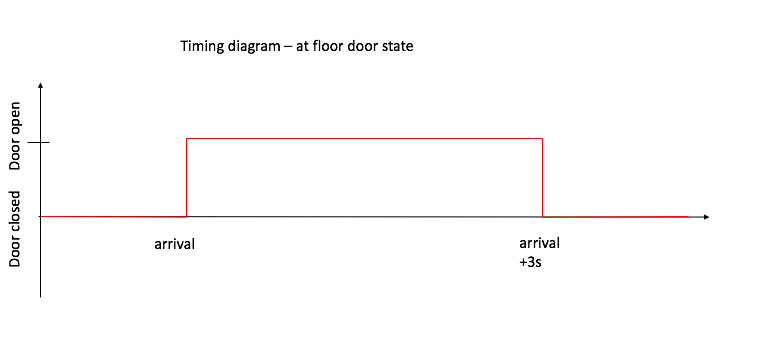 Timing diagram – at floor door state
Door open
Door closed
arrival
arrival
+3s